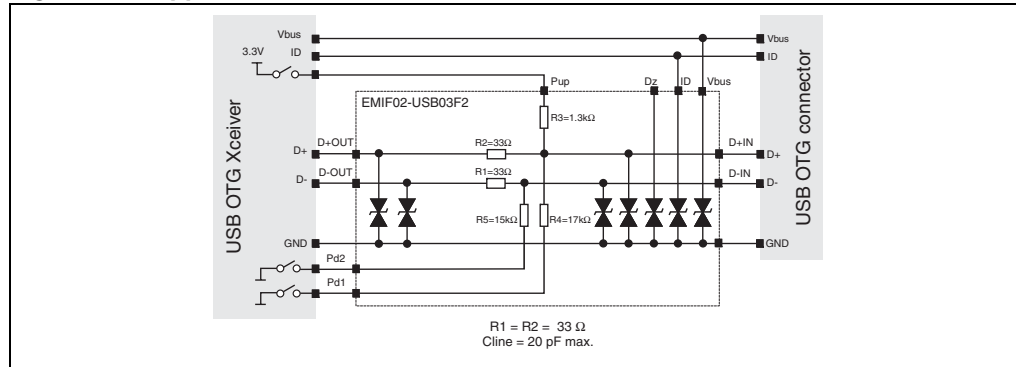 Vbus
3.3V
ID
Vbus
ID
Pup
Dz
ID
Vbus
EMIF02-USB03F2
R3=1.3kΩ
USB OTG Xceiver
USB OTG connector
D+OUT
R2=33Ω
D+IN
D+
D+
D-OUT
R1=33Ω
D-IN
D-
D-
R5=15kΩ
R4=17kΩ
GND
GND
Pd2
Pd1
R1 = R2 = 33 Ω
Cline = 20 pF max.